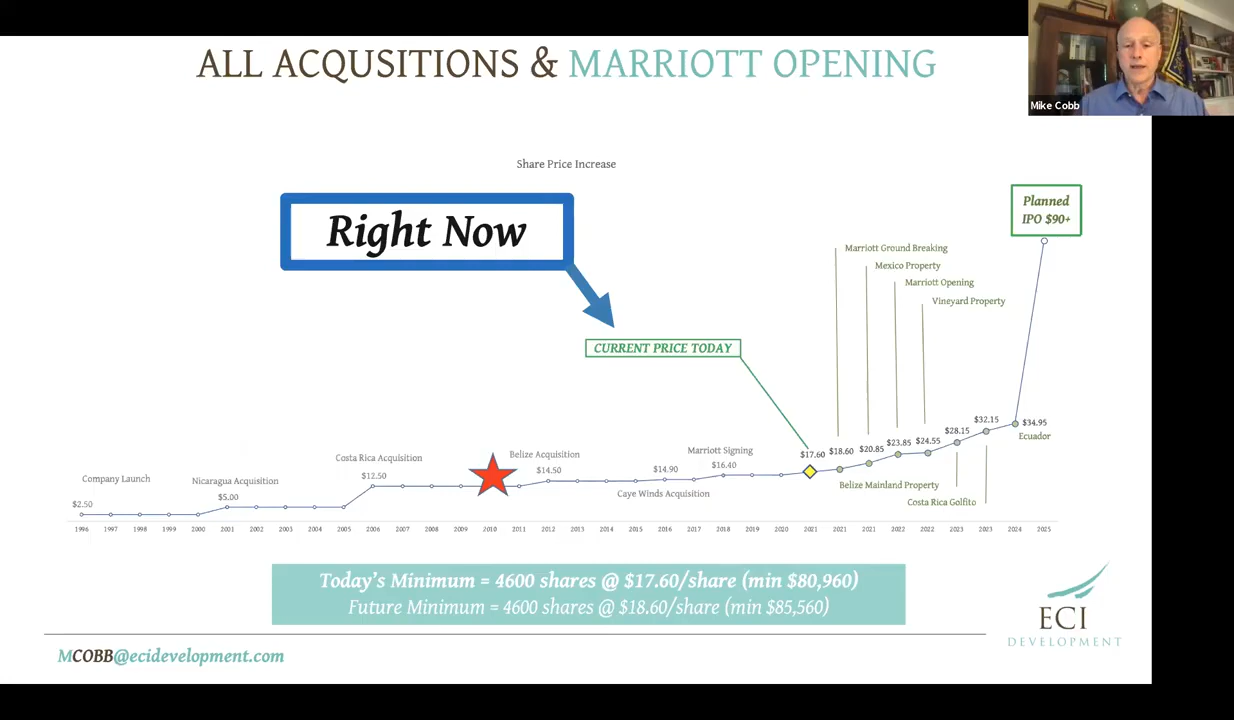 ALL ACQUSITIONS & MARRIOTT OPENING
Mike Cobb
Share Price Increase
Right Now
Planned
IPO $90+
Marriott Ground Breaking
Mexico Property
Marriott Opening
Vineyard Property
CURRENT PRICE TODAY
$34.95
Ecuador
$32.15
$28.15
$24.55
$23.85
$20.85
$18.60
$17.60
Marriott Signing
$16.40
Belize Acquisition
$14.50
$14.90
Caye Winds Acquisition
Costa Rica Acquisition
$12.50
Company Launch
$2.50
Nicaragua Acquisition
$5.00
Belize Mainland Property
Costa Rica Golfito
1996 1997 1998 1999 2000 2001 2002 2003 2004 2005 2006 2007 2008 2009 2010 2011 2012 2013 2014 2015 2016 2017 2018 2019 2020 2021 2021 2021 2022 2022 2023 2023 2024 2025
Today's Minimum = 4600 shares @ $17.60/share (min $80,960)
Future Minimum = 4600 shares @ $18.60/share (min $85,560)
ECI
DEVELOPMENT
MCOBB@ecidevelopment.com